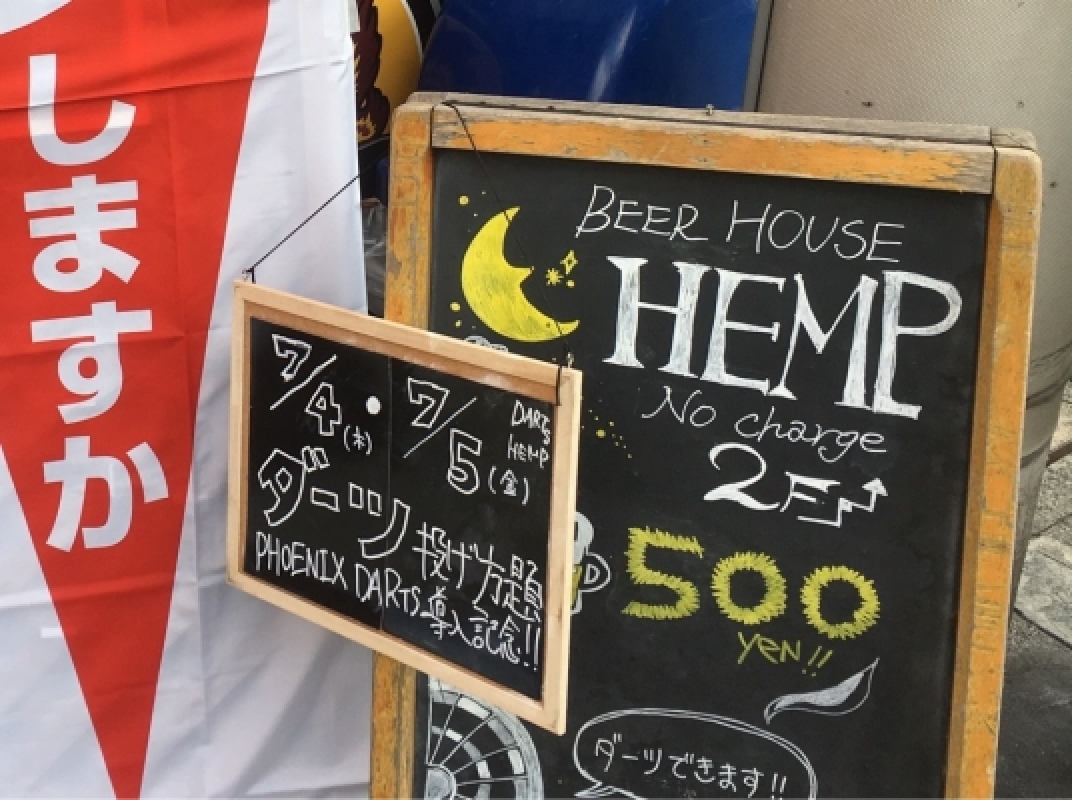 しますか
BEER HOUSE
HEMP
No charge
2F
500
yen!!
ダーツできます!!
7/4(木)・7/5(金)
DARTS
HEMP
ダーツ投げ方題
PHOENIX DARTS導入記念!!